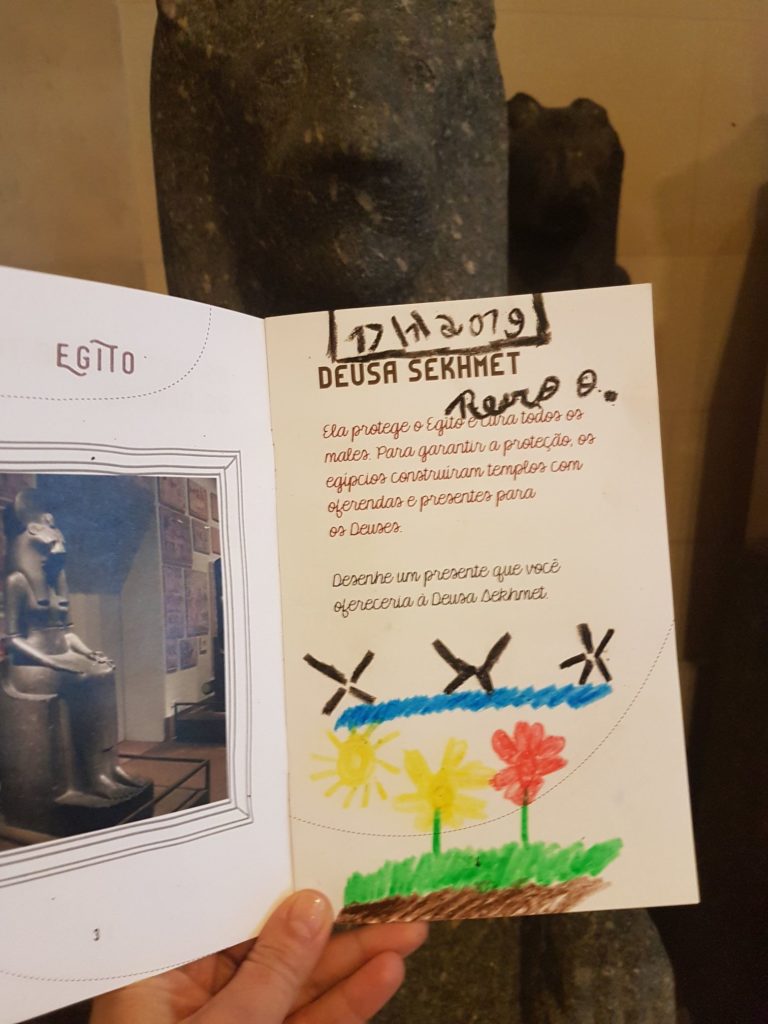 EGITO
3
17/11/2019
DEUSA SEKHMET
Ela protege o Egito e cura todos os
males. Para garantir a proteção, os
egípcios construíram templos com
oferendas e presentes para
os Deuses.
Desenhe um presente que você
ofereceria à Deusa Sekhmet.